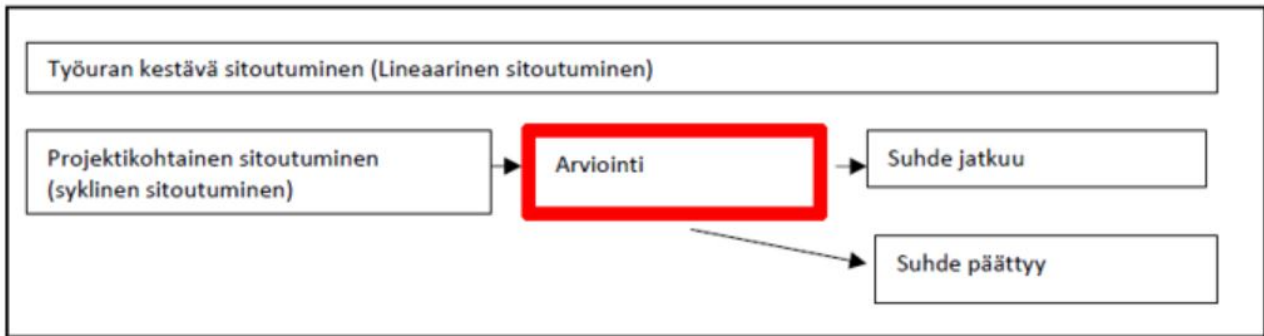 Työuran kestävä sitoutuminen (Lineaarinen sitoutuminen)
Projektikohtainen sitoutuminen
(syklinen sitoutuminen)
Arviointi
Suhde jatkuu
Suhde päättyy